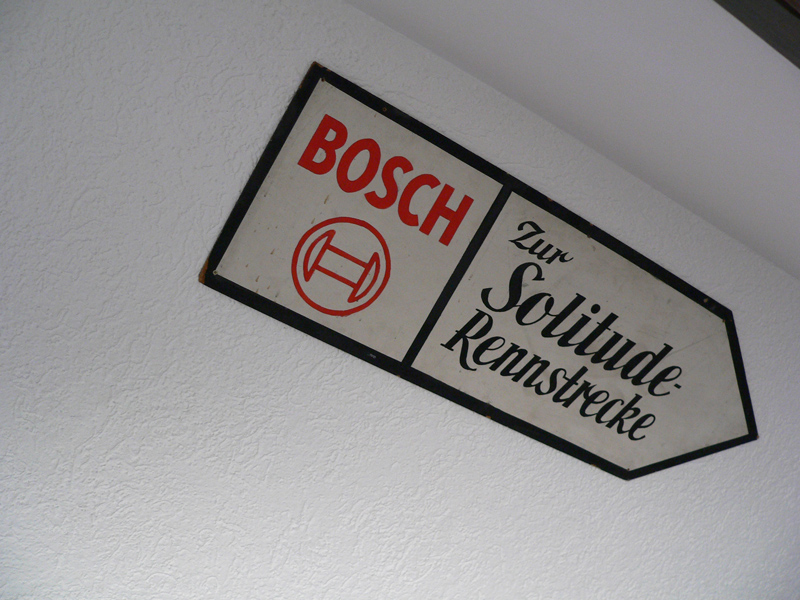 BOSCH
Zur
Solitude-
Rennstrecke